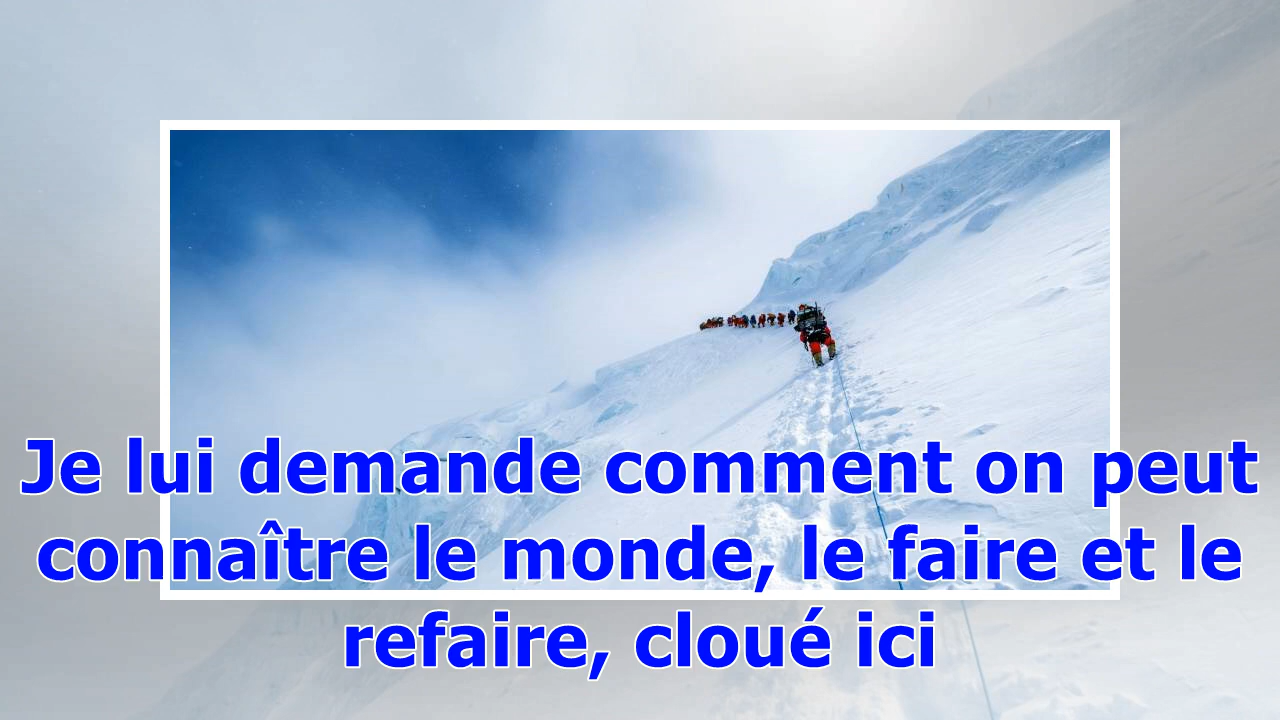 Je lui demande comment on peut
connaître le monde, le faire et le
refaire, cloué ici